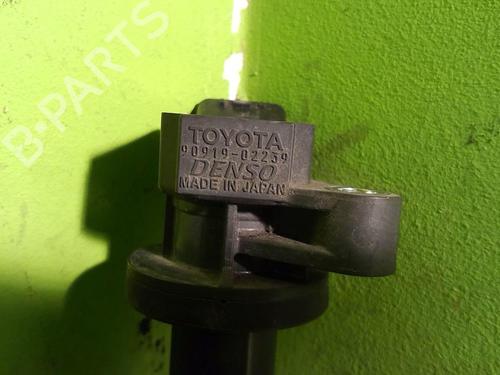 B-PARTS
TOYOTA
90919-02239
DENSO
MADE IN JAPAN